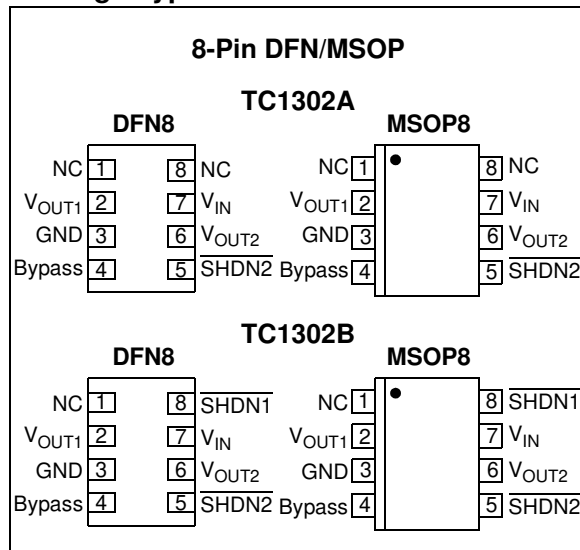 8-Pin DFN/MSOP
TC1302A
DFN8 MSOP8
NC 1 8 NC NC 1 8 NC
VOUT1 2 7 VIN VOUT1 2 7 VIN
GND 3 6 VOUT2 GND 3 6 VOUT2
Bypass 4 5 SHDN2 Bypass 4 5 SHDN2
TC1302B
DFN8 MSOP8
NC 1 8 SHDN1 NC 1 8 SHDN1
VOUT1 2 7 VIN VOUT1 2 7 VIN
GND 3 6 VOUT2 GND 3 6 VOUT2
Bypass 4 5 SHDN2 Bypass 4 5 SHDN2